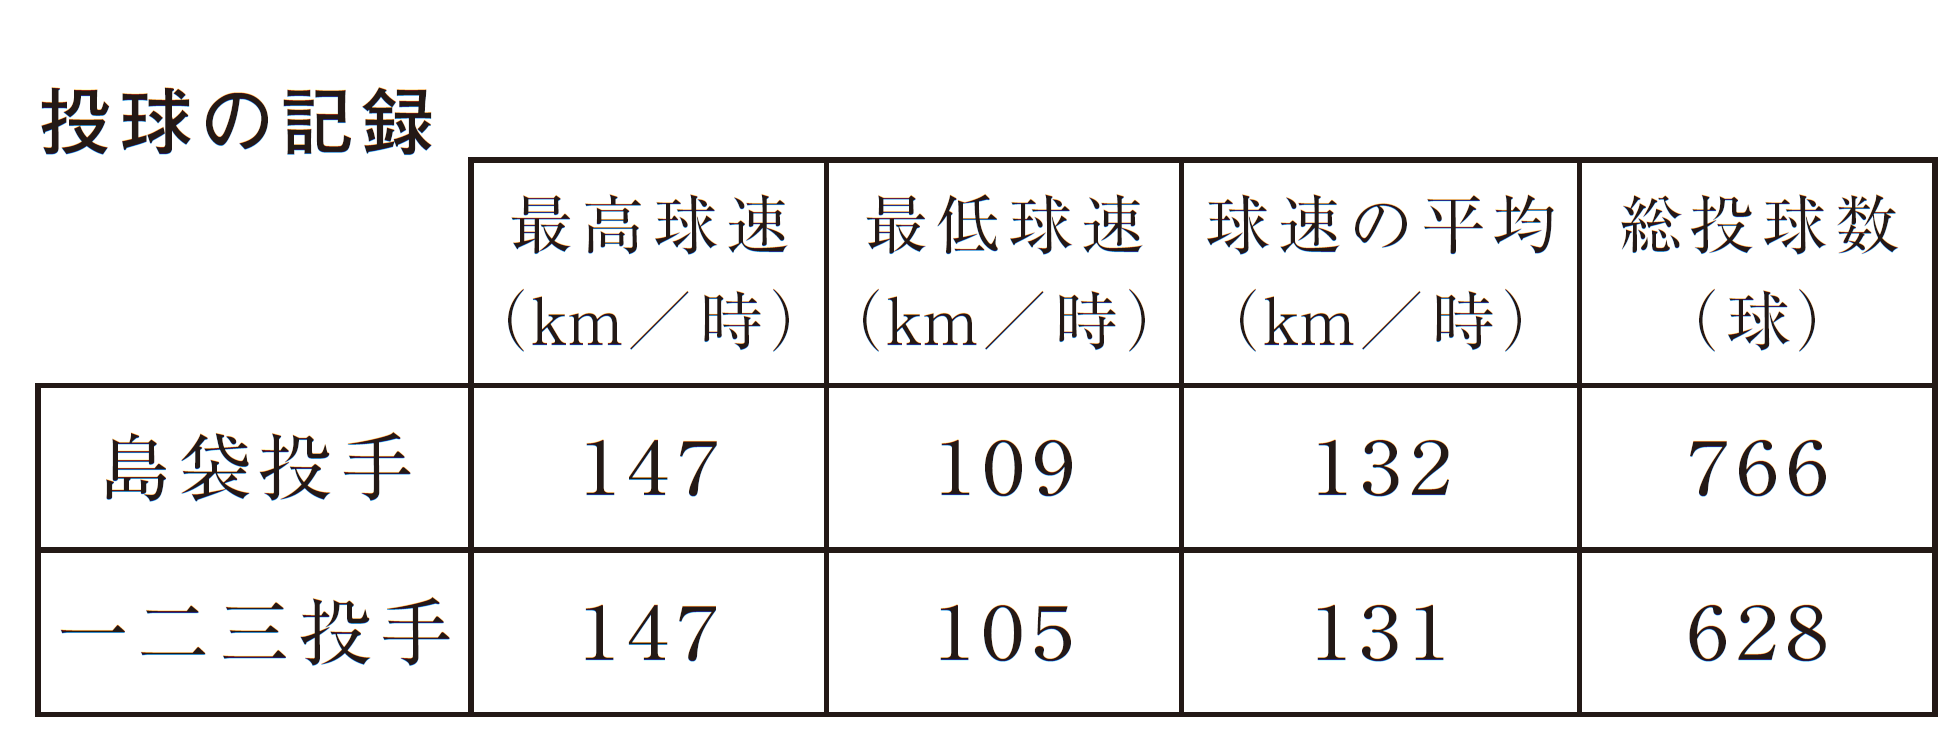 投球の記録
最高球速 最低球速 球速の平均 総投球数
（km／時） （km／時） （km／時） （球）
島袋投手 147 109 132 766
一二三投手 147 105 131 628